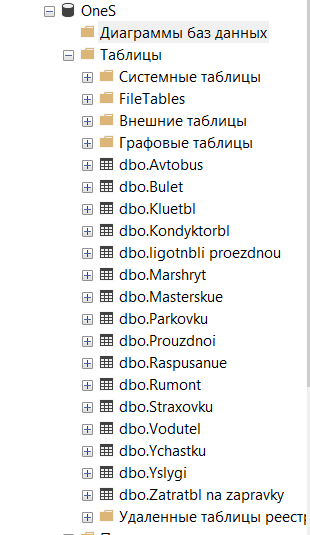 OneS
Диаграммы баз данных
Таблицы
Системные таблицы
FileTables
Внешние таблицы
Графовые таблицы
dbo.Avtobus
dbo.Bulet
dbo.Kluetbl
dbo.Kondyktorbl
dbo.ligotnbli proezdnou
dbo.Marshryt
dbo.Masterskue
dbo.Parkovku
dbo.Prouzdnoi
dbo.Raspusanue
dbo.Rumont
dbo.Straxovku
dbo.Vodutel
dbo.Ychastku
dbo.Yslygi
dbo.Zatratbl na zapravky
Удаленные таблицы реест